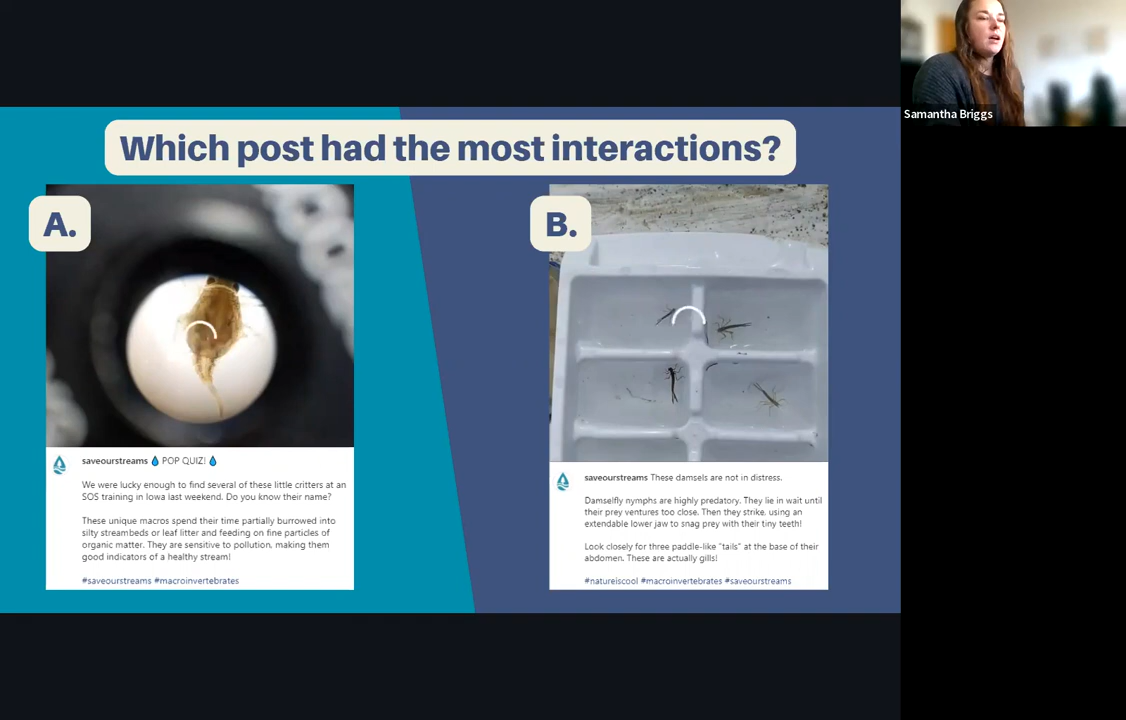 Samantha Briggs
Which post had the most interactions?
A.
saveourstreams 💧 POP QUIZ! 💧
We were lucky enough to find several of these little critters at an
SOS training in Iowa last weekend. Do you know their name?
These unique macros spend their time partially burrowed into
silty streambeds or leaf litter and feeding on fine particles of
organic matter. They are sensitive to pollution, making them
good indicators of a healthy stream!
#saveourstreams #macroinvertebrates
B.
saveourstreams These damsels are not in distress.
Damselfly nymphs are highly predatory. They lie in wait until
their prey ventures too close. Then they strike, using an
extendable lower jaw to snag prey with their tiny teeth!
Look closely for three paddle-like "tails" at the base of their
abdomen. These are actually gills!
#natureiscool #macroinvertebrates #saveourstreams